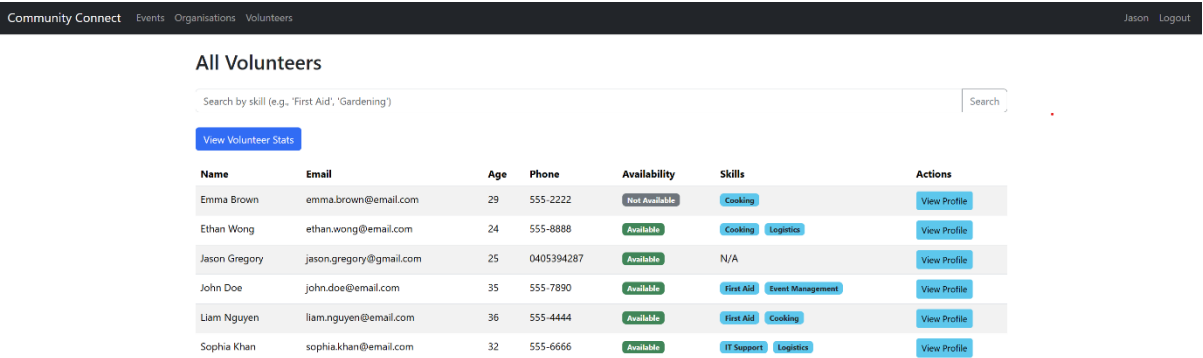 Community Connect Events Organisations Volunteers Jason Logout
All Volunteers
Search by skill (e.g., 'First Aid', 'Gardening') Search
View Volunteer Stats
Name Email Age Phone Availability Skills Actions
Emma Brown emma.brown@email.com 29 555-2222 Not Available Cooking View Profile
Ethan Wong ethan.wong@email.com 24 555-8888 Available Cooking Logistics View Profile
Jason Gregory jason.gregory@gmail.com 25 0405394287 Available N/A View Profile
John Doe john.doe@email.com 35 555-7890 Available First Aid Event Management View Profile
Liam Nguyen liam.nguyen@email.com 36 555-4444 Available First Aid Cooking View Profile
Sophia Khan sophia.khan@email.com 32 555-6666 Available IT Support Logistics View Profile